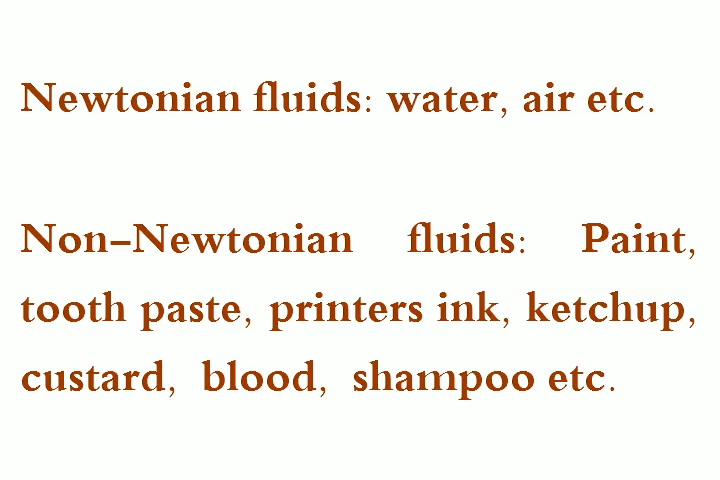 Newtonian fluids: water, air etc.
Non–Newtonian fluids: Paint,
tooth paste, printers ink, ketchup,
custard, blood, shampoo etc.